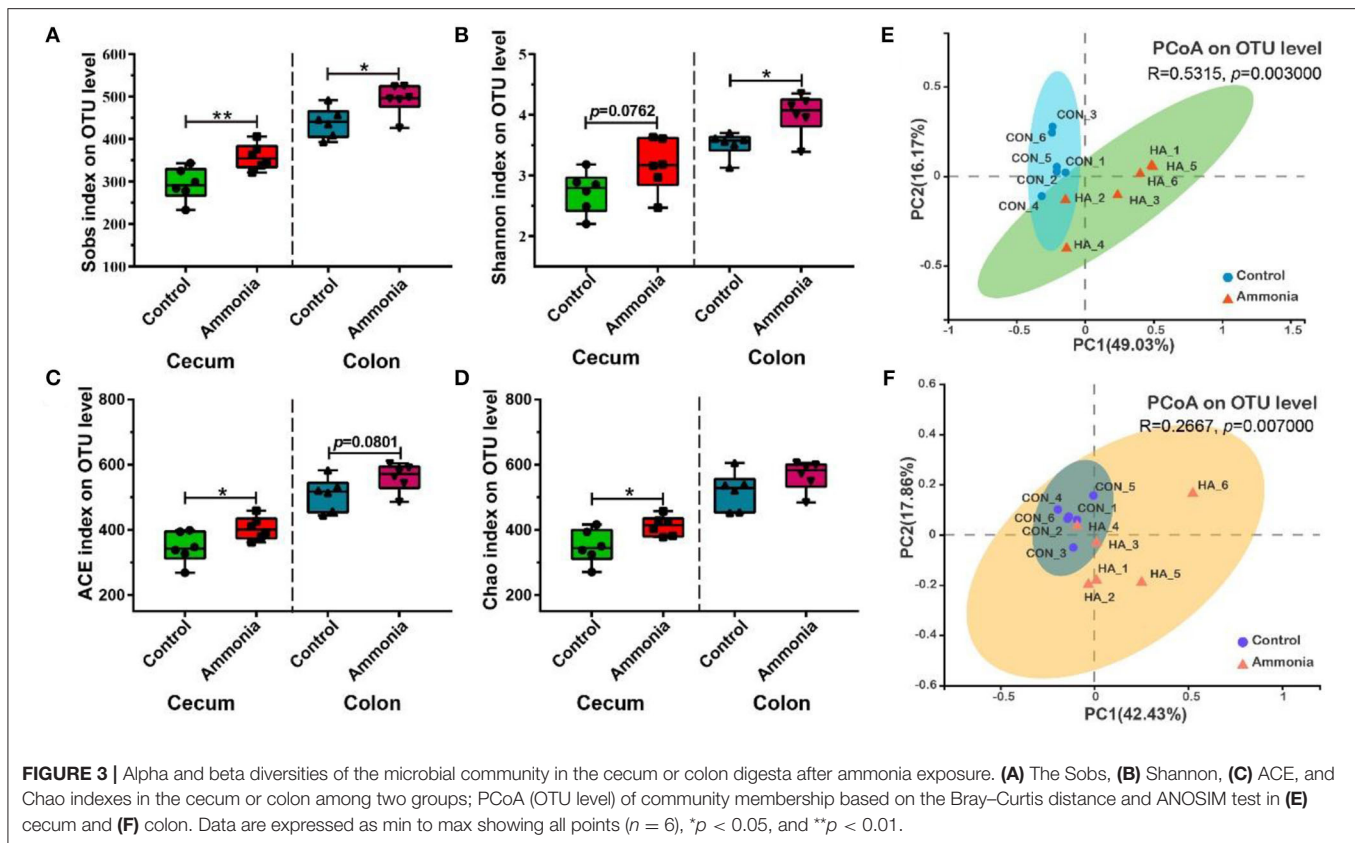 A
Sobs index on OTU level
600
500
400
300
200
100
**
*
Control
Ammonia
Control
Ammonia
Cecum
Colon
B
Shannon index on OTU level
5
4
3
2
1
p=0.0762
*
Control
Ammonia
Control
Ammonia
Cecum
Colon
E
PCoA on OTU level
R=0.5315, p=0.003000
PC2(16.17%)
0.5
0
-0.5
CON_3
CON_6
CON_5
CON_1
CON_2
CON_4
HA_1
HA_5
HA_6
HA_2
HA_3
HA_4
Control
Ammonia
-1
-0.5
0
0.5
1
1.5
PC1(49.03%)
C
ACE index on OTU level
800
600
400
200
*
p=0.0801
Control
Ammonia
Control
Ammonia
Cecum
Colon
D
Chao index on OTU level
800
600
400
200
*
Control
Ammonia
Control
Ammonia
Cecum
Colon
F
PCoA on OTU level
R=0.2667, p=0.007000
PC2(17.86%)
0.6
0.4
0.2
0
-0.2
-0.4
-0.6
CON_5
CON_4
CON_1
CON_6
CON_2
HA_4
CON_3
HA_3
HA_6
HA_1
HA_5
HA_2
Control
Ammonia
-0.5
0
0.5
1
PC1(42.43%)
FIGURE 3 | Alpha and beta diversities of the microbial community in the cecum or colon digesta after ammonia exposure. (A) The Sobs, (B) Shannon, (C) ACE, and
Chao indexes in the cecum or colon among two groups; PCoA (OTU level) of community membership based on the Bray–Curtis distance and ANOSIM test in (E)
cecum and (F) colon. Data are expressed as min to max showing all points (n = 6), *p < 0.05, and **p < 0.01.